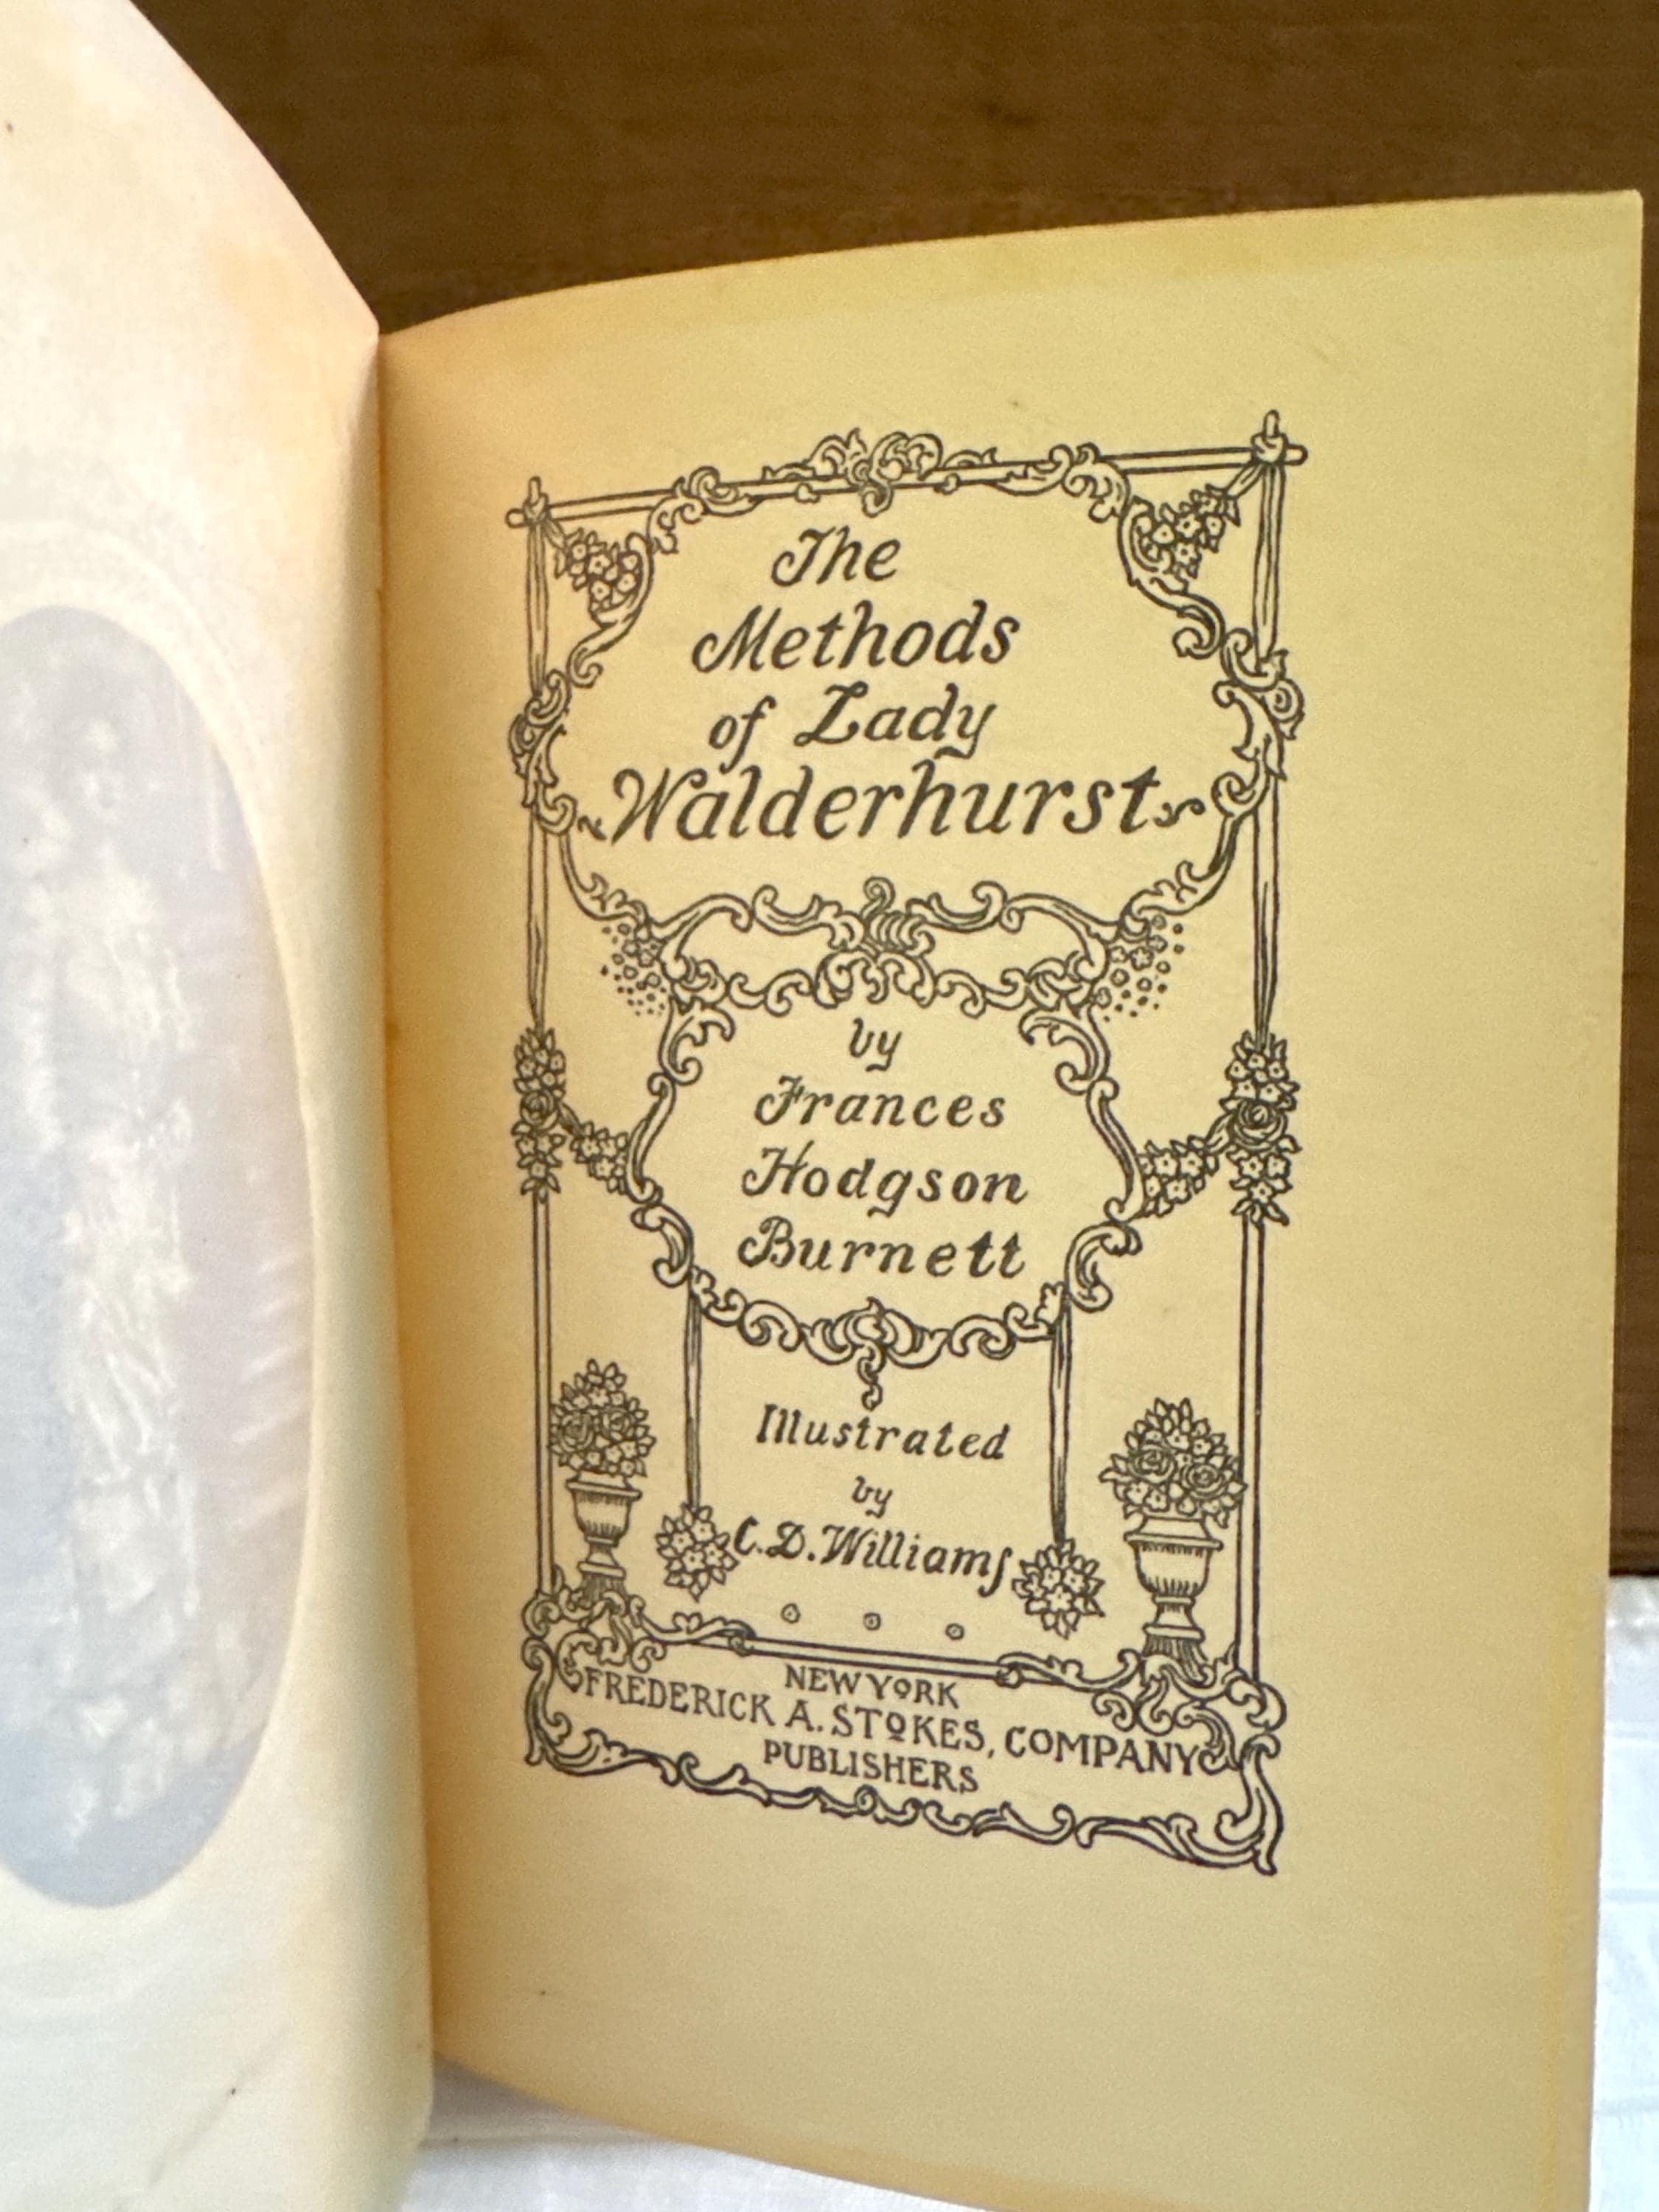 The
Methods
of Lady
Walderhurst
by
Frances
Hodgson
Burnett
Illustrated
by
C. D. Williams
NEW YORK
FREDERICK A. STOKES, COMPANY
PUBLISHERS